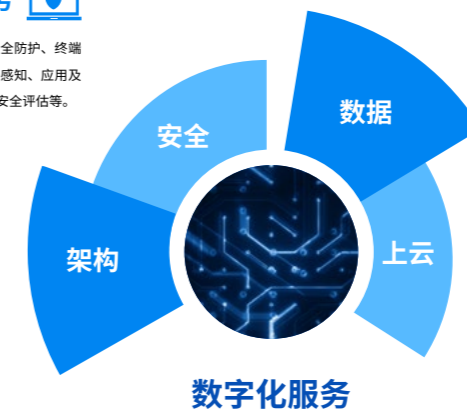 全防护、终端
感知、应用及
安全评估等。
数据
安全
上云
架构
数字化服务